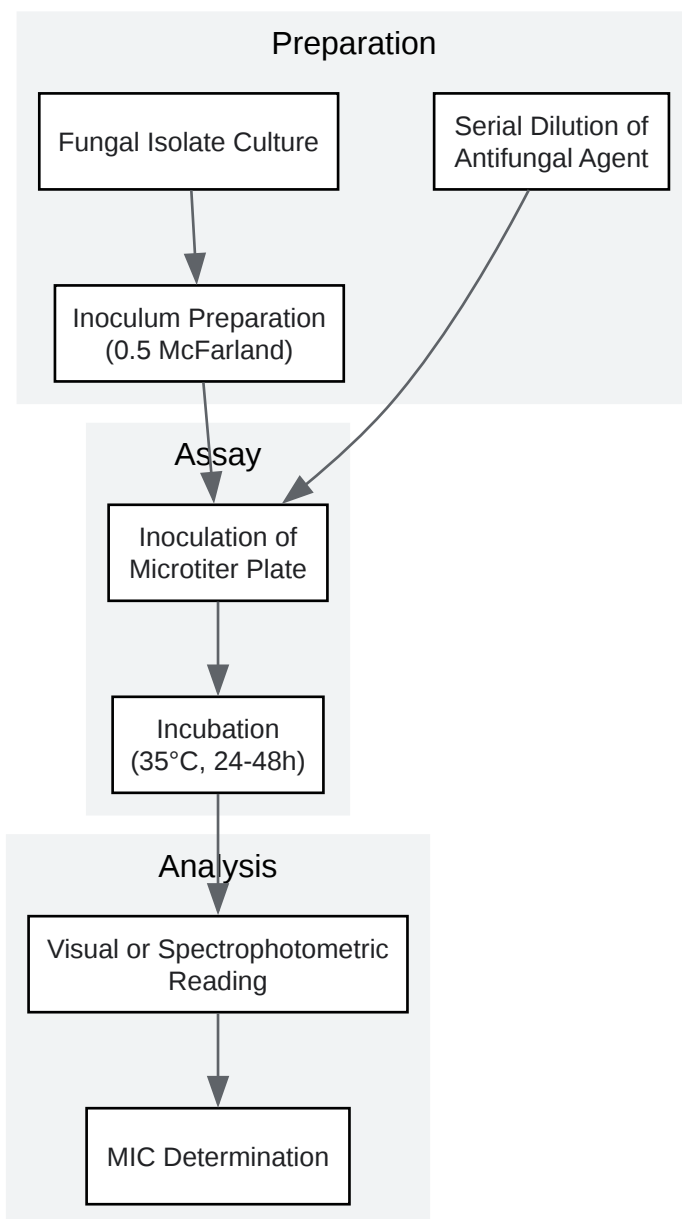 Preparation
Fungal Isolate Culture
Serial Dilution of
Antifungal Agent
Inoculum Preparation
(0.5 McFarland)
Assay
Inoculation of
Microtiter Plate
Incubation
(35°C, 24-48h)
Analysis
Visual or Spectrophotometric
Reading
MIC Determination